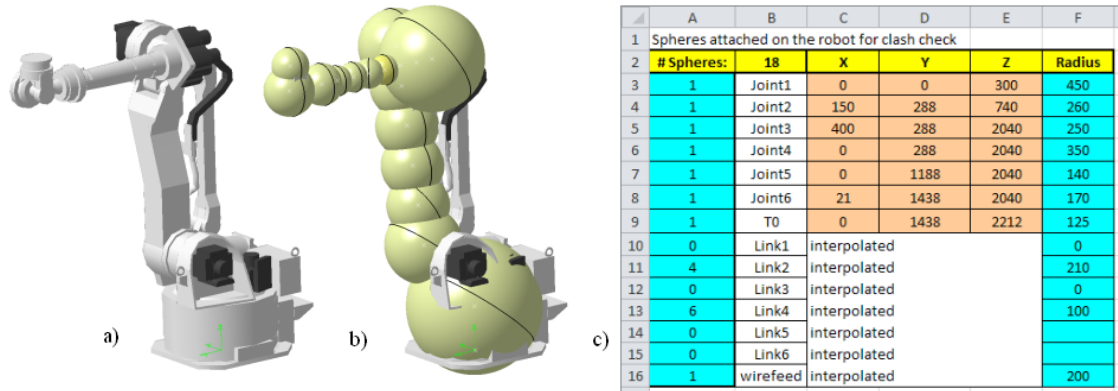 a)
b)
c)
A B C D E F
1 Spheres attached on the robot for clash check
2 # Spheres: 18 X Y Z Radius
3 1 Joint1 0 0 300 450
4 1 Joint2 150 288 740 260
5 1 Joint3 400 288 2040 250
6 1 Joint4 0 288 2040 350
7 1 Joint5 0 1188 2040 140
8 1 Joint6 21 1438 2040 170
9 1 T0 0 1438 2212 125
10 0 Link1 interpolated 0
11 4 Link2 interpolated 210
12 0 Link3 interpolated 0
13 6 Link4 interpolated 100
14 0 Link5 interpolated
15 0 Link6 interpolated
16 1 wirefeed interpolated 200